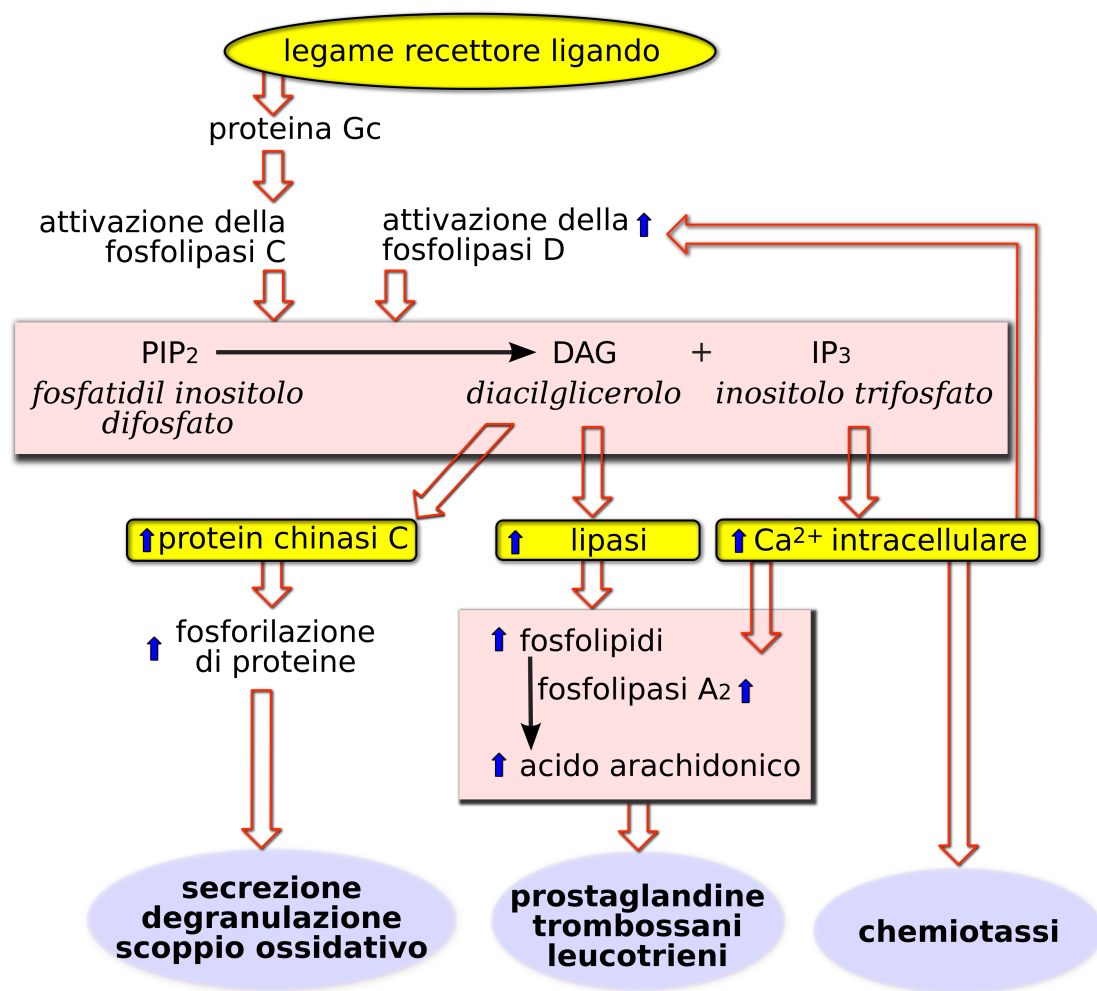 legame recettore ligando
proteina Gc
attivazione della
fosfolipasi C
attivazione della
fosfolipasi D
PIP2
DAG
+
IP3
fosfatidil inositolo
difosfato
diacilglicerolo
inositolo trifosfato
protein chinasi C
lipasi
Ca2+ intracellulare
fosforilazione
di proteine
fosfolipidi
fosfolipasi A2
acido arachidonico
secrezione
degranulazione
scoppio ossidativo
prostaglandine
trombossani
leucotrieni
chemiotassi